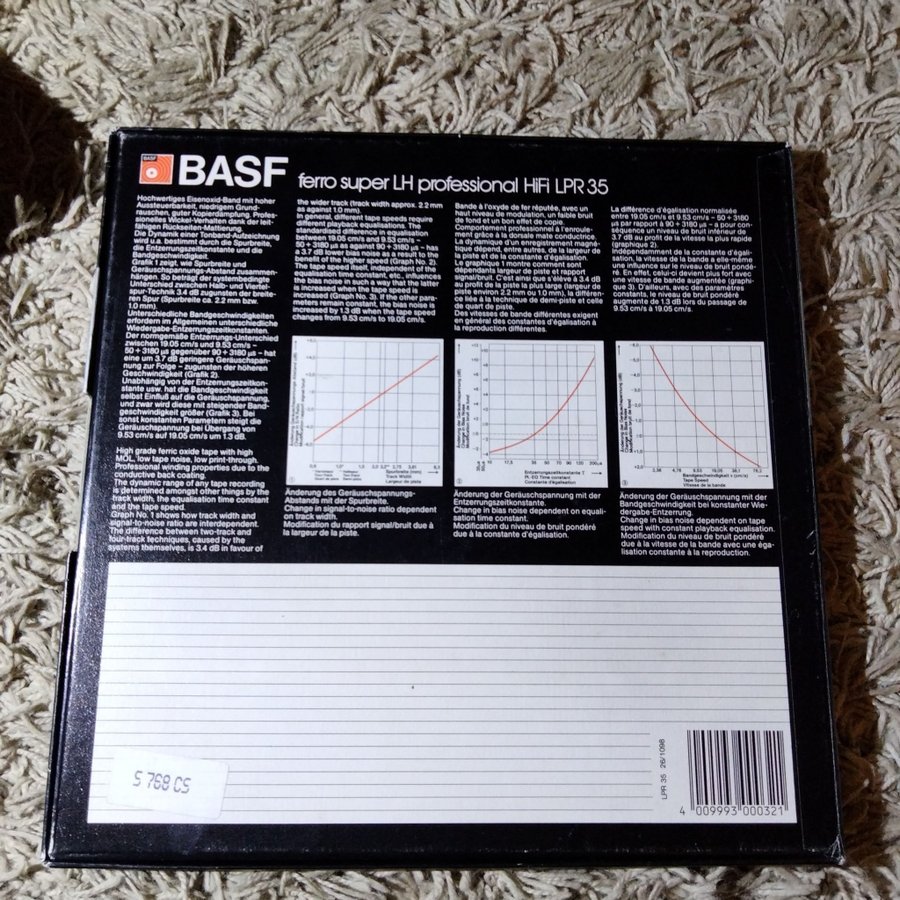 BASF
BASF
ferro super LH professional HiFi LPR 35
Hochwertiges Eisenoxid-Band mit hoher
Aussteuerbarkeit, niedrigem Grund-
rauschen, guter Kopierdämpfung. Profes-
sionelles Wickel-Verhalten dank der leit-
fähigen Rückseiten-Mattierung.
Die Dynamik einer Tonband-Aufzeichnung
wird u.a. bestimmt durch die Spurbreite,
die Entzerrungszeitkonstante und die
Bandgeschwindigkeit.
Grafik 1 zeigt, wie Spurbreite und
Geräuschspannungs-Abstand zusammen-
hängen. So beträgt der systembedingte
Unterschied zwischen Halb- und Viertel-
spur-Technik 3.4 dB zugunsten der breite-
ren Spur (Spurbreite ca. 2.2 mm bzw.
1.0 mm).
Unterschiedliche Bandgeschwindigkeiten
erfordern im Allgemeinen unterschiedliche
Wiedergabe-Entzerrungszeitkonstanten.
Der normgemäße Entzerrungs-Unterschied
zwischen 19.05 cm/s und 9.53 cm/s –
50 + 3180 µs gegenüber 90 + 3180 µs – hat
eine um 3.7 dB geringere Geräuschspan-
nung zur Folge – zugunsten der höheren
Geschwindigkeit (Grafik 2).
Unabhängig von der Entzerrungszeitkon-
stante usw. hat die Bandgeschwindigkeit
selbst Einfluß auf die Geräuschspannung,
und zwar wird diese mit steigender Band-
geschwindigkeit größer (Grafik 3). Bei
sonst konstanten Parametern steigt die
Geräuschspannung bei Übergang von
9.53 cm/s auf 19.05 cm/s um 1.3 dB.
High grade ferric oxide tape with high
MOL, low tape noise, low print-through.
Professional winding properties due to the
conductive back coating.
The dynamic range of any tape recording
is determined amongst other things by the
track width, the equalisation time constant
and the tape speed.
Graph No. 1 shows how track width and
signal-to-noise ratio are interdependent.
The difference between two-track and
four-track techniques, caused by the
systems themselves, is 3.4 dB in favour of
the wider track (track width approx. 2.2 mm
as against 1.0 mm).
In general, different tape speeds require
different playback equalisations. The
standardised difference in equalisation
between 19.05 cm/s and 9.53 cm/s –
50 + 3180 µs as against 90 + 3180 µs – has
a 3.7 dB lower bias noise as a result to the
benefit of the higher speed (Graph No. 2).
The tape speed itself, independent of the
equalisation time constant, etc., influences
the bias noise in such a way that the latter
is increased when the tape speed is
increased (Graph No. 3). If the other para-
meters remain constant, the bias noise is
increased by 1.3 dB when the tape speed
changes from 9.53 cm/s to 19.05 cm/s.
Bande à l'oxyde de fer réputée, avec un
haut niveau de modulation, un faible bruit
de fond et un bon effet de copie.
Comportement professionnel à l'enroule-
ment grâce à la dorsale mate conductrice.
La dynamique d'un enregistrement magné-
tique dépend, entre autres, de la largeur de
la piste et de la constante d'égalisation.
Le graphique 1 montre comment sont
dépendants largeur de piste et rapport
signal/bruit. C'est ainsi que s'élève à 3.4 dB
au profit de la piste la plus large (largeur de
piste environ 2.2 mm ou 1.0 mm), la différen-
ce liée à la technique de demi-piste et celle
de quart de piste.
Des vitesses de bande différentes exigent
en général des constantes d'égalisation à
la reproduction différentes.
La différence d'égalisation normalisée
entre 19.05 cm/s et 9.53 cm/s – 50 + 3180
µs par rapport à 90 + 3180 µs – a pour con-
séquence un niveau de bruit inférieur de
3.7 dB au profit de la vitesse la plus rapide
(graphique 2).
Indépendamment de la constante d'égali-
sation, la vitesse de la bande a elle-même
une influence sur le niveau de bruit pondé-
ré. En effet, celui-ci devient plus fort avec
une vitesse de bande augmentée (graphi-
que 3). D'ailleurs, avec des paramètres
constants, le niveau de bruit pondéré
augmente de 1.3 dB lors du passage de
9.53 cm/s à 19.05 cm/s.
Spurbreite (mm)
Track Width
Largeur de piste
Entzerrungszeitkonstante T
PL-EQ Time constant
Constante d'égalisation
Bandgeschwindigkeit v (cm/s)
Tape Speed
Vitesse de la bande
Änderung des Geräuschspannungs-
Abstands mit der Spurbreite.
Change in signal-to-noise ratio dependent
on track width.
Modification du rapport signal/bruit due à
la largeur de la piste.
Änderung der Geräuschspannung mit der
Entzerrungszeitkonstante.
Change in bias noise dependent on equali-
sation time constant.
Modification du niveau de bruit pondéré
due à la constante d'égalisation.
Änderung der Geräuschspannung mit der
Bandgeschwindigkeit bei konstanter Wie-
dergabe-Entzerrung.
Change in bias noise dependent on tape
speed with constant playback equalisation.
Modification du niveau de bruit pondéré
due à la vitesse de la bande avec une éga-
lisation constante à la reproduction.
S 768 CS
LPR 35 26/1098
4 009993 000321